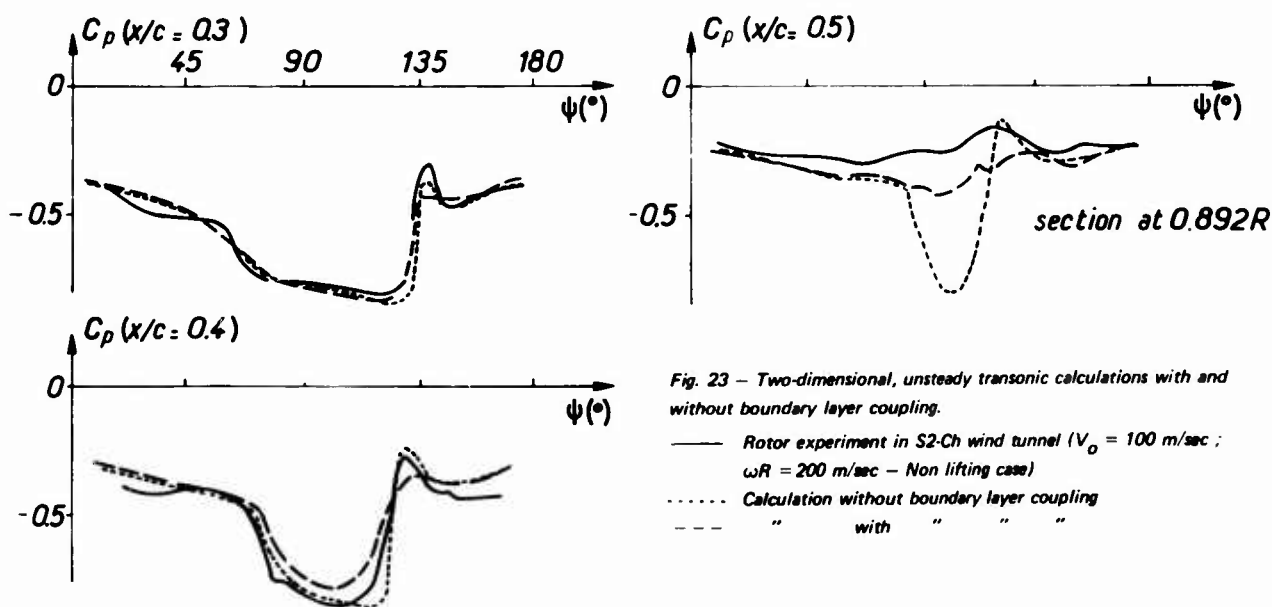 Cp (x/c = 0.3)
45 90 135 180
0
ψ(°)
-0.5
Cp (x/c = 0.5)
0
ψ(°)
-0.5
section at 0.892R
Cp (x/c = 0.4)
0
ψ(°)
-0.5
Fig. 23 – Two-dimensional, unsteady transonic calculations with and
without boundary layer coupling.
Rotor experiment in S2-Ch wind tunnel (Vo = 100 m/sec ;
ωR = 200 m/sec – Non lifting case)
Calculation without boundary layer coupling
" with " " "